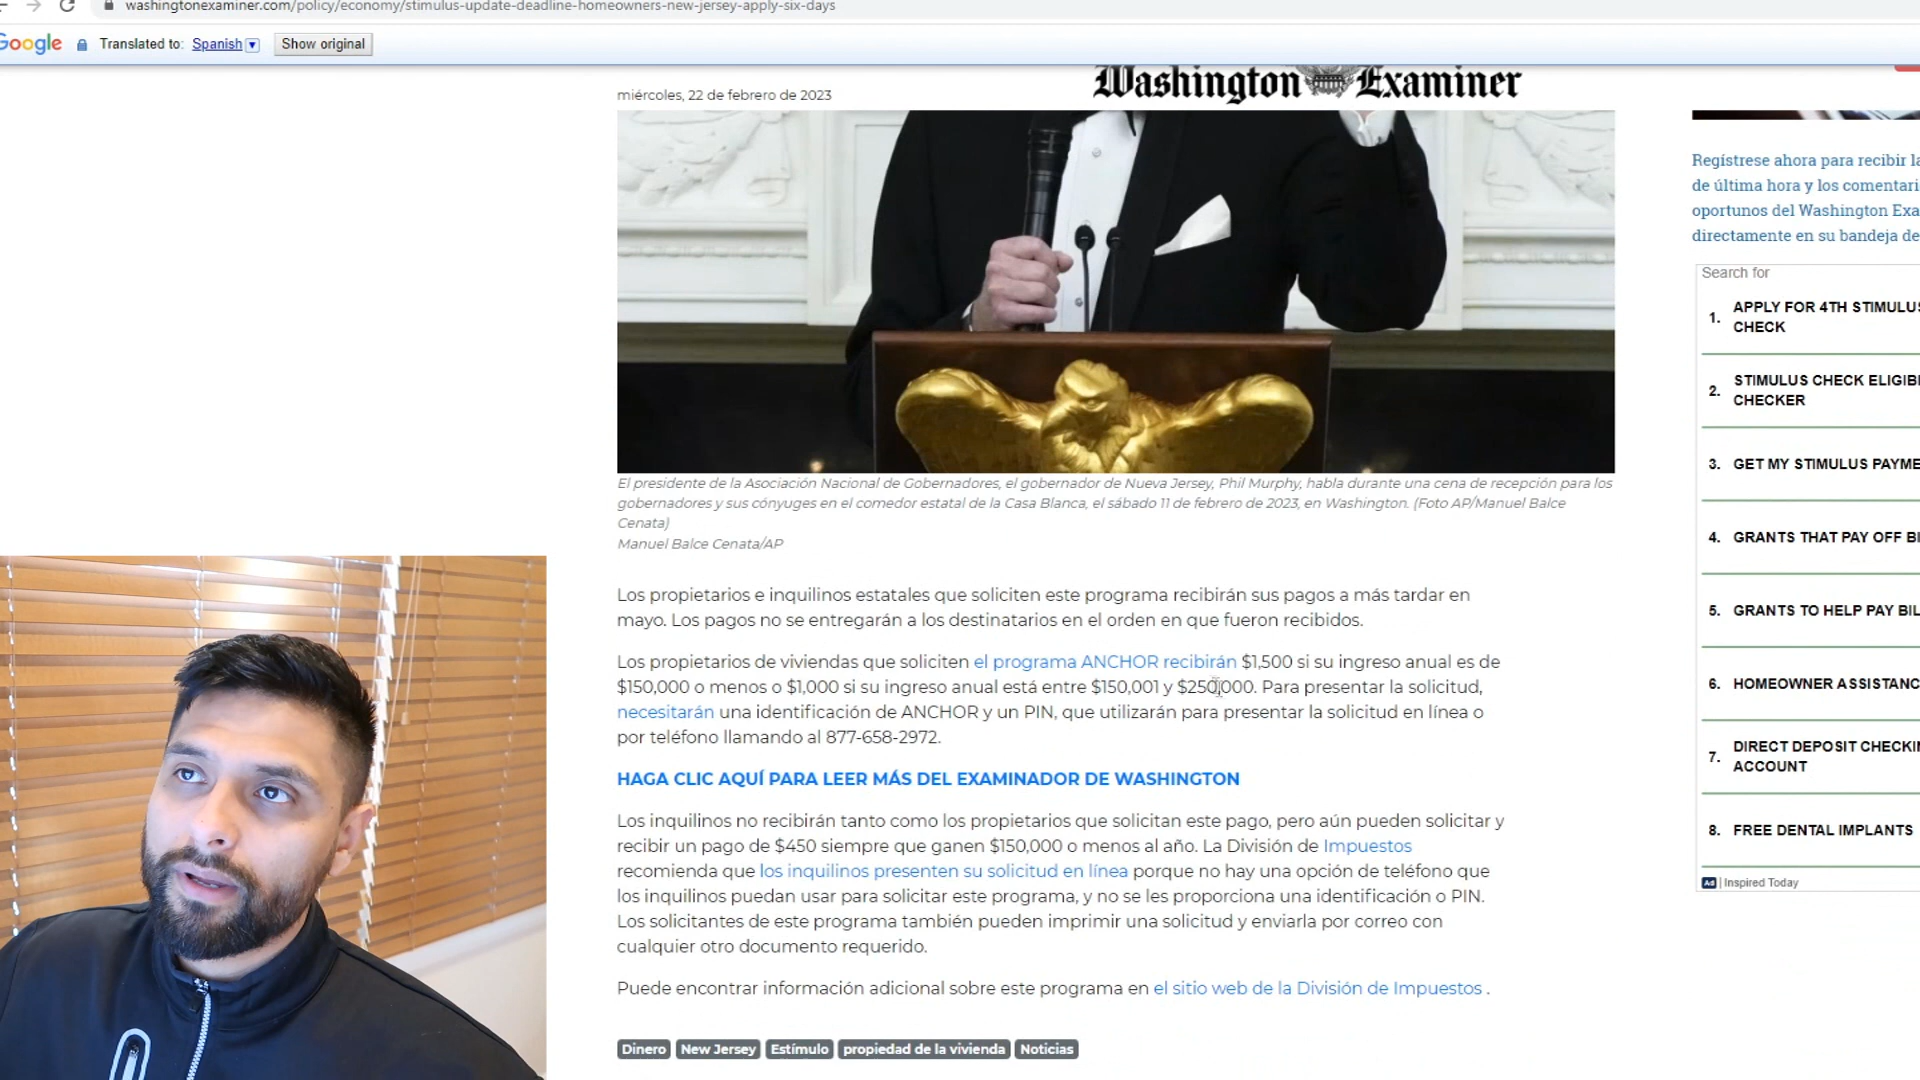 washingtonexaminer.com/policy/economy/stimulus-update-deadline-homeowners-new-jersey-apply-six-days
Google Translated to: Spanish Show original
miércoles, 22 de febrero de 2023
Washington Examiner
El presidente de la Asociación Nacional de Gobernadores, el gobernador de Nueva Jersey, Phil Murphy, habla durante una cena de recepción para los
gobernadores y sus cónyuges en el comedor estatal de la Casa Blanca, el sábado 11 de febrero de 2023, en Washington. (Foto AP/Manuel Balce
Cenata)
Manuel Balce Cenata/AP
Los propietarios e inquilinos estatales que soliciten este programa recibirán sus pagos a más tardar en
mayo. Los pagos no se entregarán a los destinatarios en el orden en que fueron recibidos.
Los propietarios de viviendas que soliciten el programa ANCHOR recibirán $1,500 si su ingreso anual es de
$150,000 o menos o $1,000 si su ingreso anual está entre $150,001 y $250,000. Para presentar la solicitud,
necesitarán una identificación de ANCHOR y un PIN, que utilizarán para presentar la solicitud en línea o
por teléfono llamando al 877-658-2972.
HAGA CLIC AQUÍ PARA LEER MÁS DEL EXAMINADOR DE WASHINGTON
Los inquilinos no recibirán tanto como los propietarios que solicitan este pago, pero aún pueden solicitar y
recibir un pago de $450 siempre que ganen $150,000 o menos al año. La División de Impuestos
recomienda que los inquilinos presenten su solicitud en línea porque no hay una opción de teléfono que
los inquilinos puedan usar para solicitar este programa, y no se les proporciona una identificación o PIN.
Los solicitantes de este programa también pueden imprimir una solicitud y enviarla por correo con
cualquier otro documento requerido.
Puede encontrar información adicional sobre este programa en el sitio web de la División de Impuestos .
Dinero New Jersey Estímulo propiedad de la vivienda Noticias
Regístrese ahora para recibir
de última hora y los
oportunos del Washington
directamente en su bandeja de
Search for
1. APPLY FOR 4TH STIMULUS
CHECK
2. STIMULUS CHECK
CHECKER
3. GET MY STIMULUS
4. GRANTS THAT PAY OFF
5. GRANTS TO HELP PAY
6. HOMEOWNER
7. DIRECT DEPOSIT
ACCOUNT
8. FREE DENTAL IMPLANTS
Ad | Inspired Today